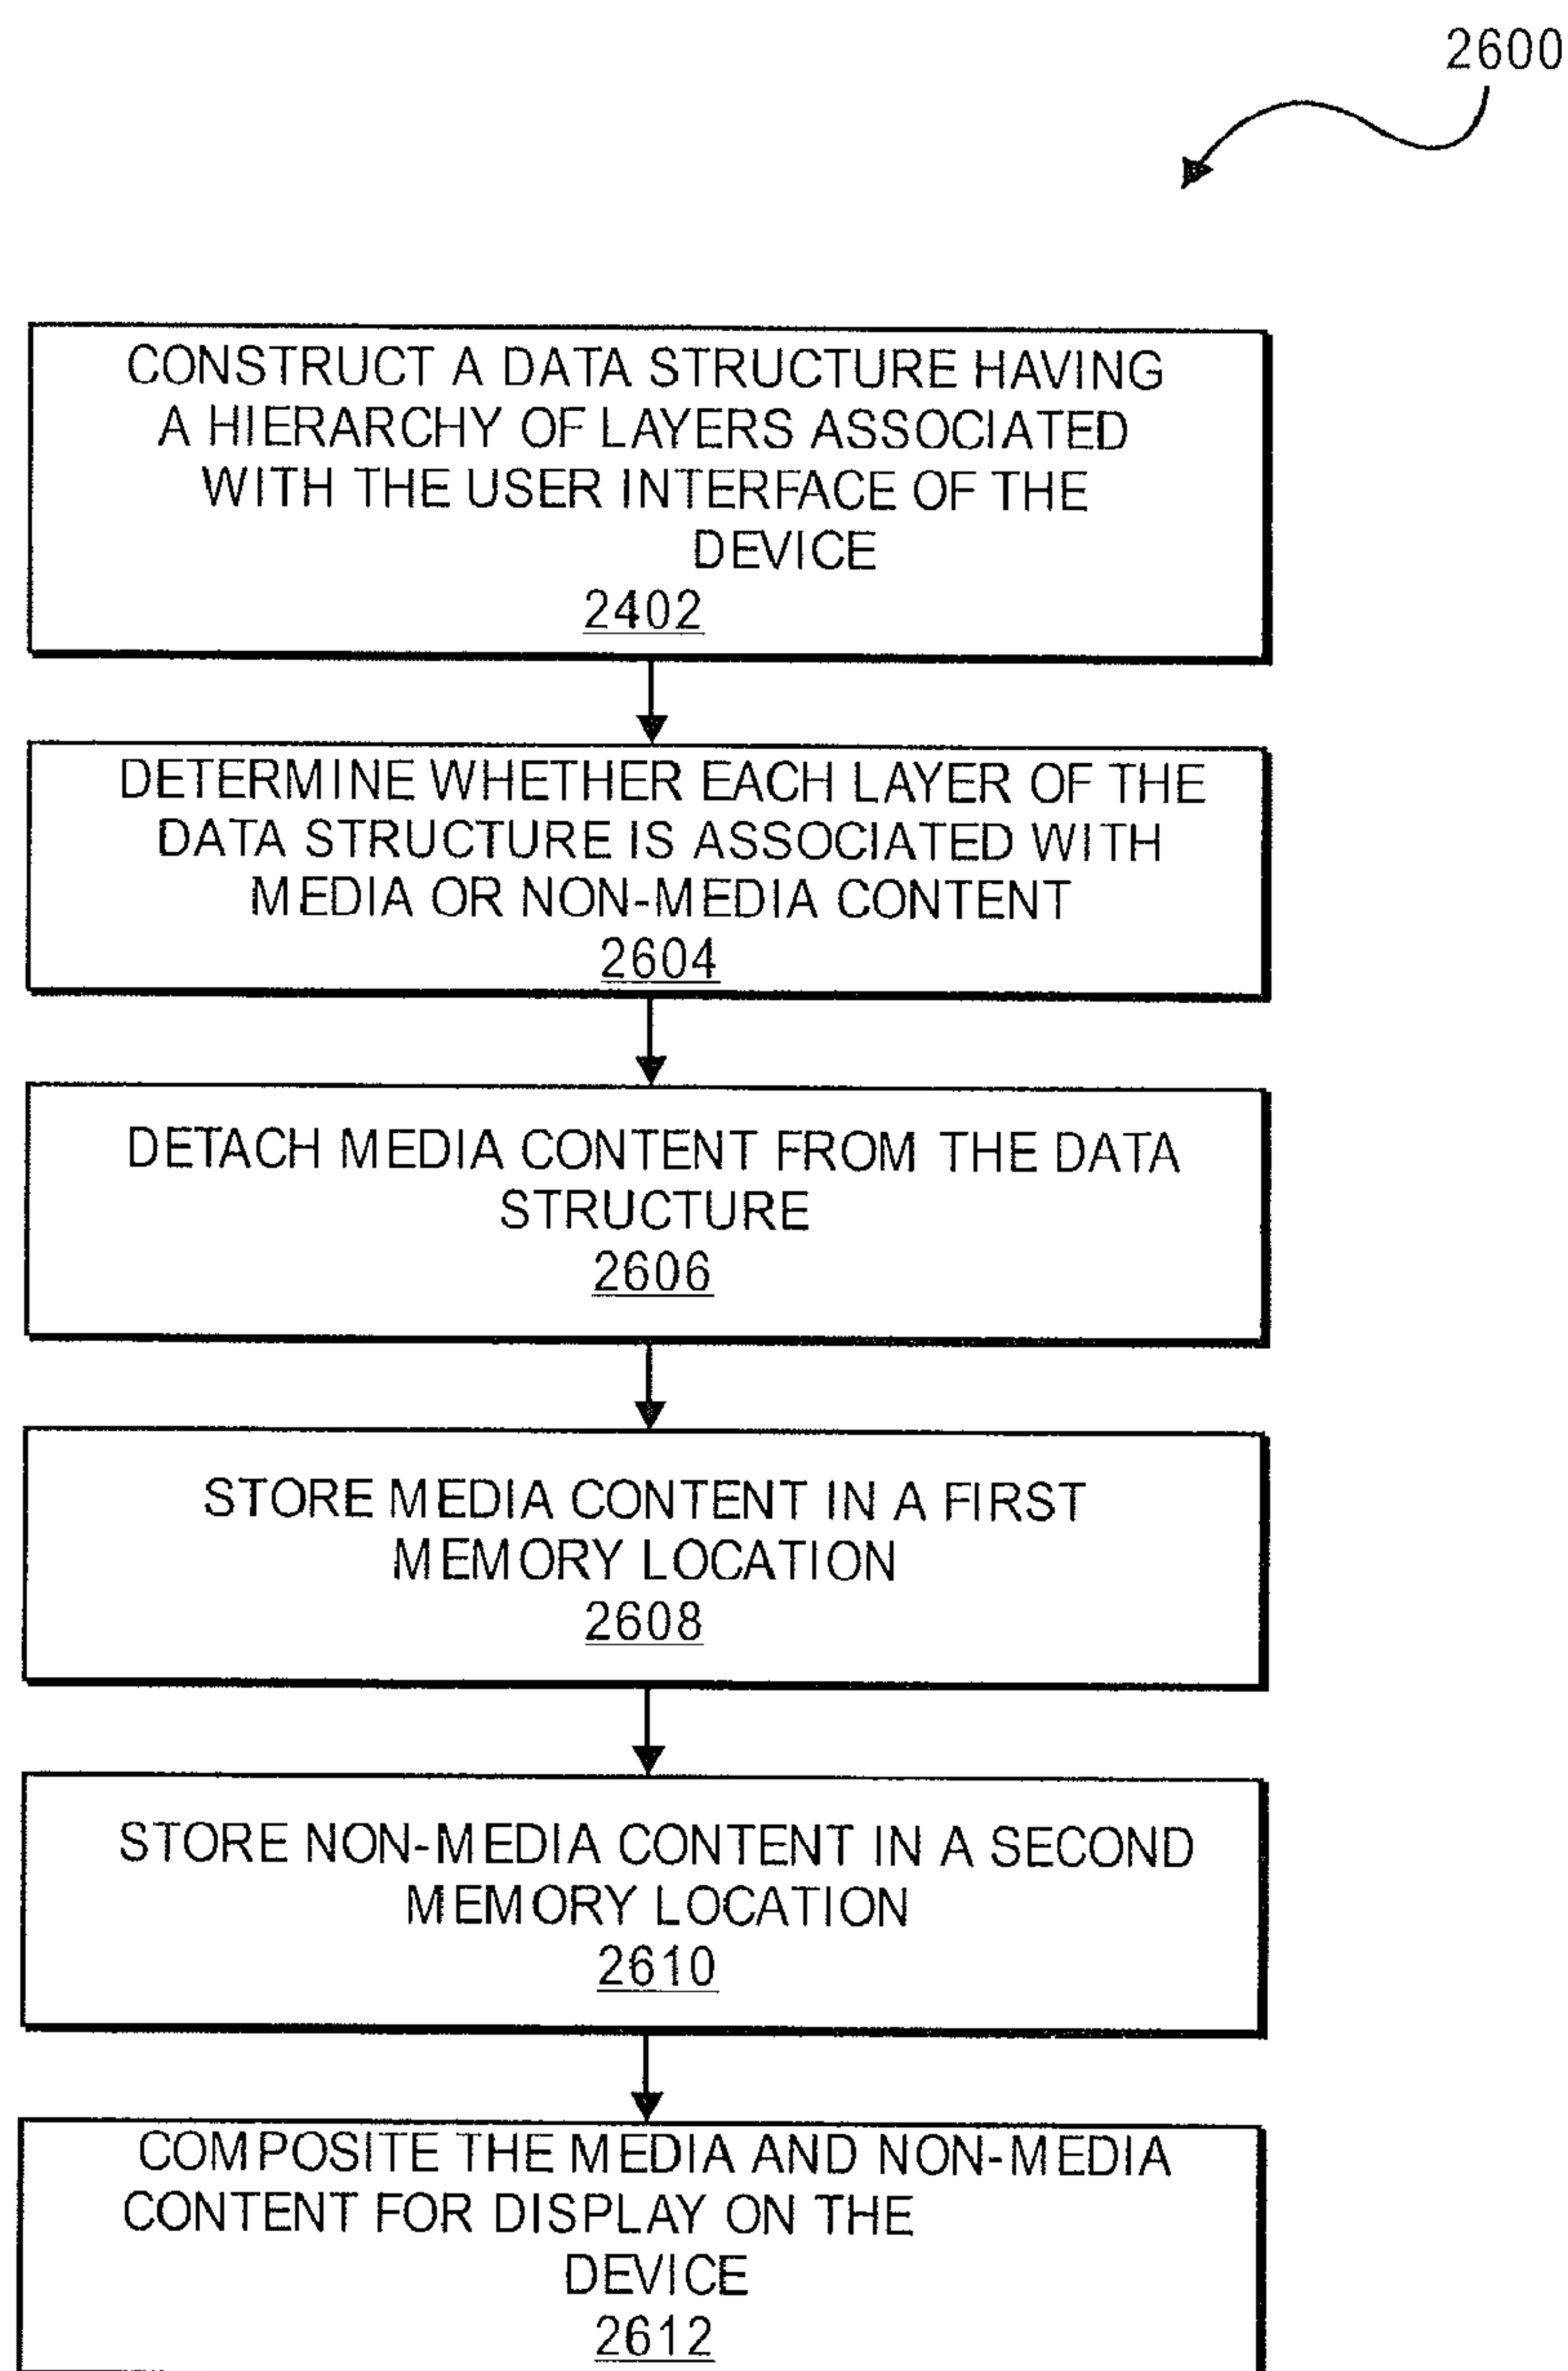 2600
CONSTRUCT A DATA STRUCTURE HAVING
A HIERARCHY OF LAYERS ASSOCIATED
WITH THE USER INTERFACE OF THE
DEVICE
2402
DETERMINE WHETHER EACH LAYER OF THE
DATA STRUCTURE IS ASSOCIATED WITH
MEDIA OR NON-MEDIA CONTENT
2604
DETACH MEDIA CONTENT FROM THE DATA
STRUCTURE
2606
STORE MEDIA CONTENT IN A FIRST
MEMORY LOCATION
2608
STORE NON-MEDIA CONTENT IN A SECOND
MEMORY LOCATION
2610
COMPOSITE THE MEDIA AND NON-MEDIA
CONTENT FOR DISPLAY ON THE
DEVICE
2612